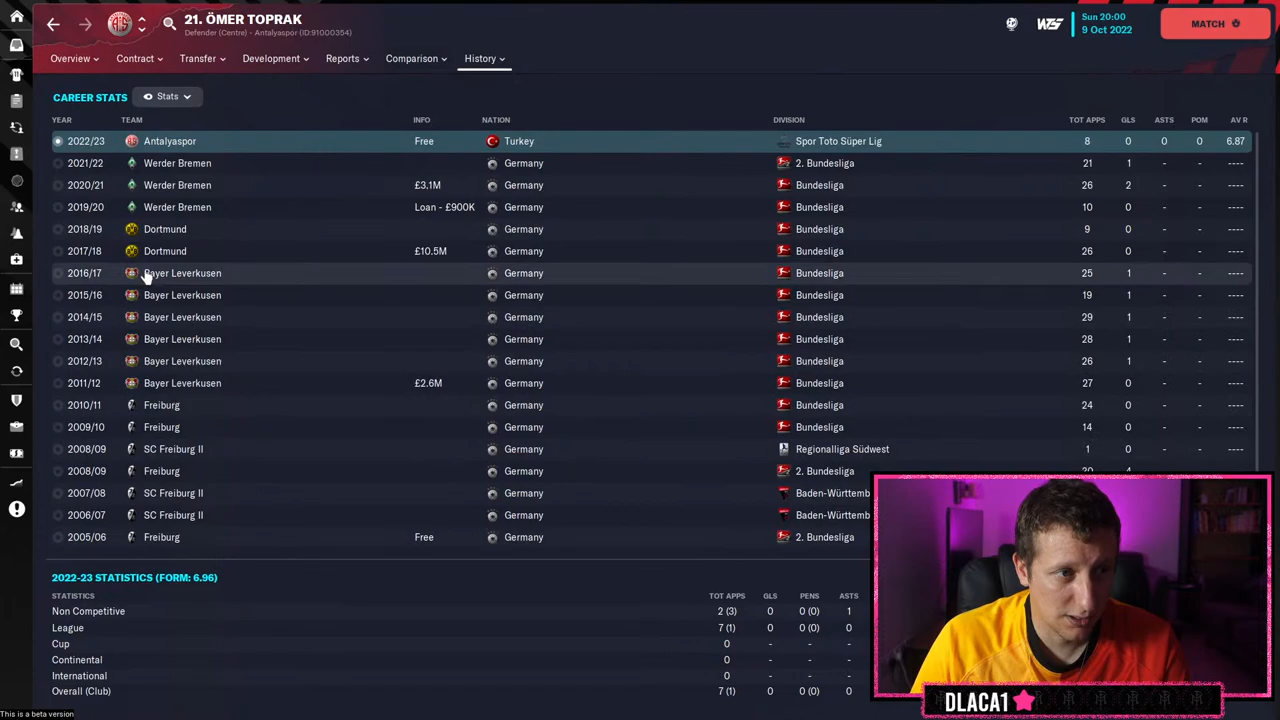 21. ÖMER TOPRAK
Defender (Centre) - Antalyaspor (ID:91000354)
Sun 20:00
9 Oct 2022
MATCH
Overview Contract Transfer Development Reports Comparison History
CAREER STATS Stats
YEAR TEAM INFO NATION DIVISION TOT APPS GLS ASTS POM AV R
2022/23 Antalyaspor Free Turkey Spor Toto Süper Lig 8 0 0 0 6.87
2021/22 Werder Bremen Germany 2. Bundesliga 21 1 - - ----
2020/21 Werder Bremen £3.1M Germany Bundesliga 26 2 - - ----
2019/20 Werder Bremen Loan - £900K Germany Bundesliga 10 0 - - ----
2018/19 Dortmund Germany Bundesliga 9 0 - - ----
2017/18 Dortmund £10.5M Germany Bundesliga 26 0 - - ----
2016/17 Bayer Leverkusen Germany Bundesliga 25 1 - - ----
2015/16 Bayer Leverkusen Germany Bundesliga 19 1 - - ----
2014/15 Bayer Leverkusen Germany Bundesliga 29 1 - - ----
2013/14 Bayer Leverkusen Germany Bundesliga 28 1 - - ----
2012/13 Bayer Leverkusen Germany Bundesliga 26 1 - - ----
2011/12 Bayer Leverkusen £2.6M Germany Bundesliga 27 0 - - ----
2010/11 Freiburg Germany Bundesliga 24 0 - - ----
2009/10 Freiburg Germany Bundesliga 14 0 - - ----
2008/09 SC Freiburg II Germany Regionalliga Südwest 1 0 - - ----
2008/09 Freiburg Germany 2. Bundesliga
2007/08 SC Freiburg II Germany Baden-Württemb
2006/07 SC Freiburg II Germany Baden-Württemb
2005/06 Freiburg Free Germany 2. Bundesliga
2022-23 STATISTICS (FORM: 6.96)
STATISTICS TOT APPS GLS PENS ASTS
Non Competitive 2 (3) 0 0 (0) 1
League 7 (1) 0 0 (0) 0
Cup 0 - - -
Continental 0 - - -
International 0 - - -
Overall (Club) 7 (1) 0 0 (0) 0
DLACA1
This is a beta version